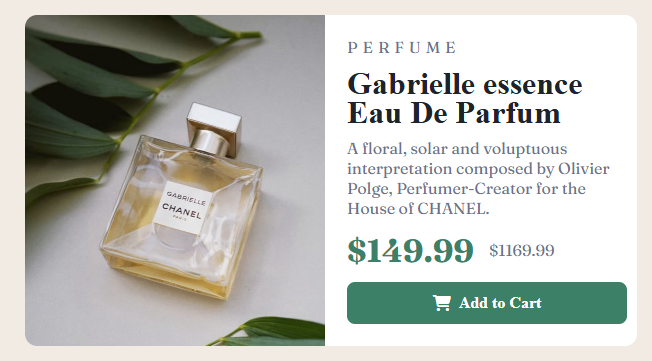 PERFUME
Gabrielle essence
Eau De Parfum
A floral, solar and voluptuous
interpretation composed by Olivier
Polge, Perfumer-Creator for the
House of CHANEL.
$149.99 $1169.99
Add to Cart
GABRIELLE
CHANEL
PARIS